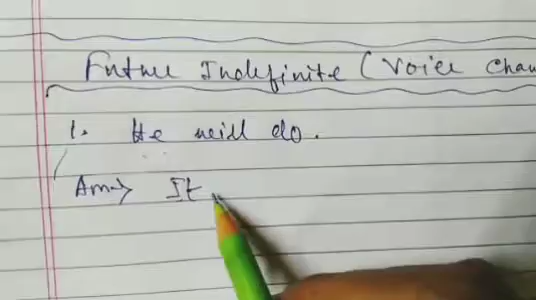 Future Indefinite (Voice Chan
1. He will do.
Ans→ It